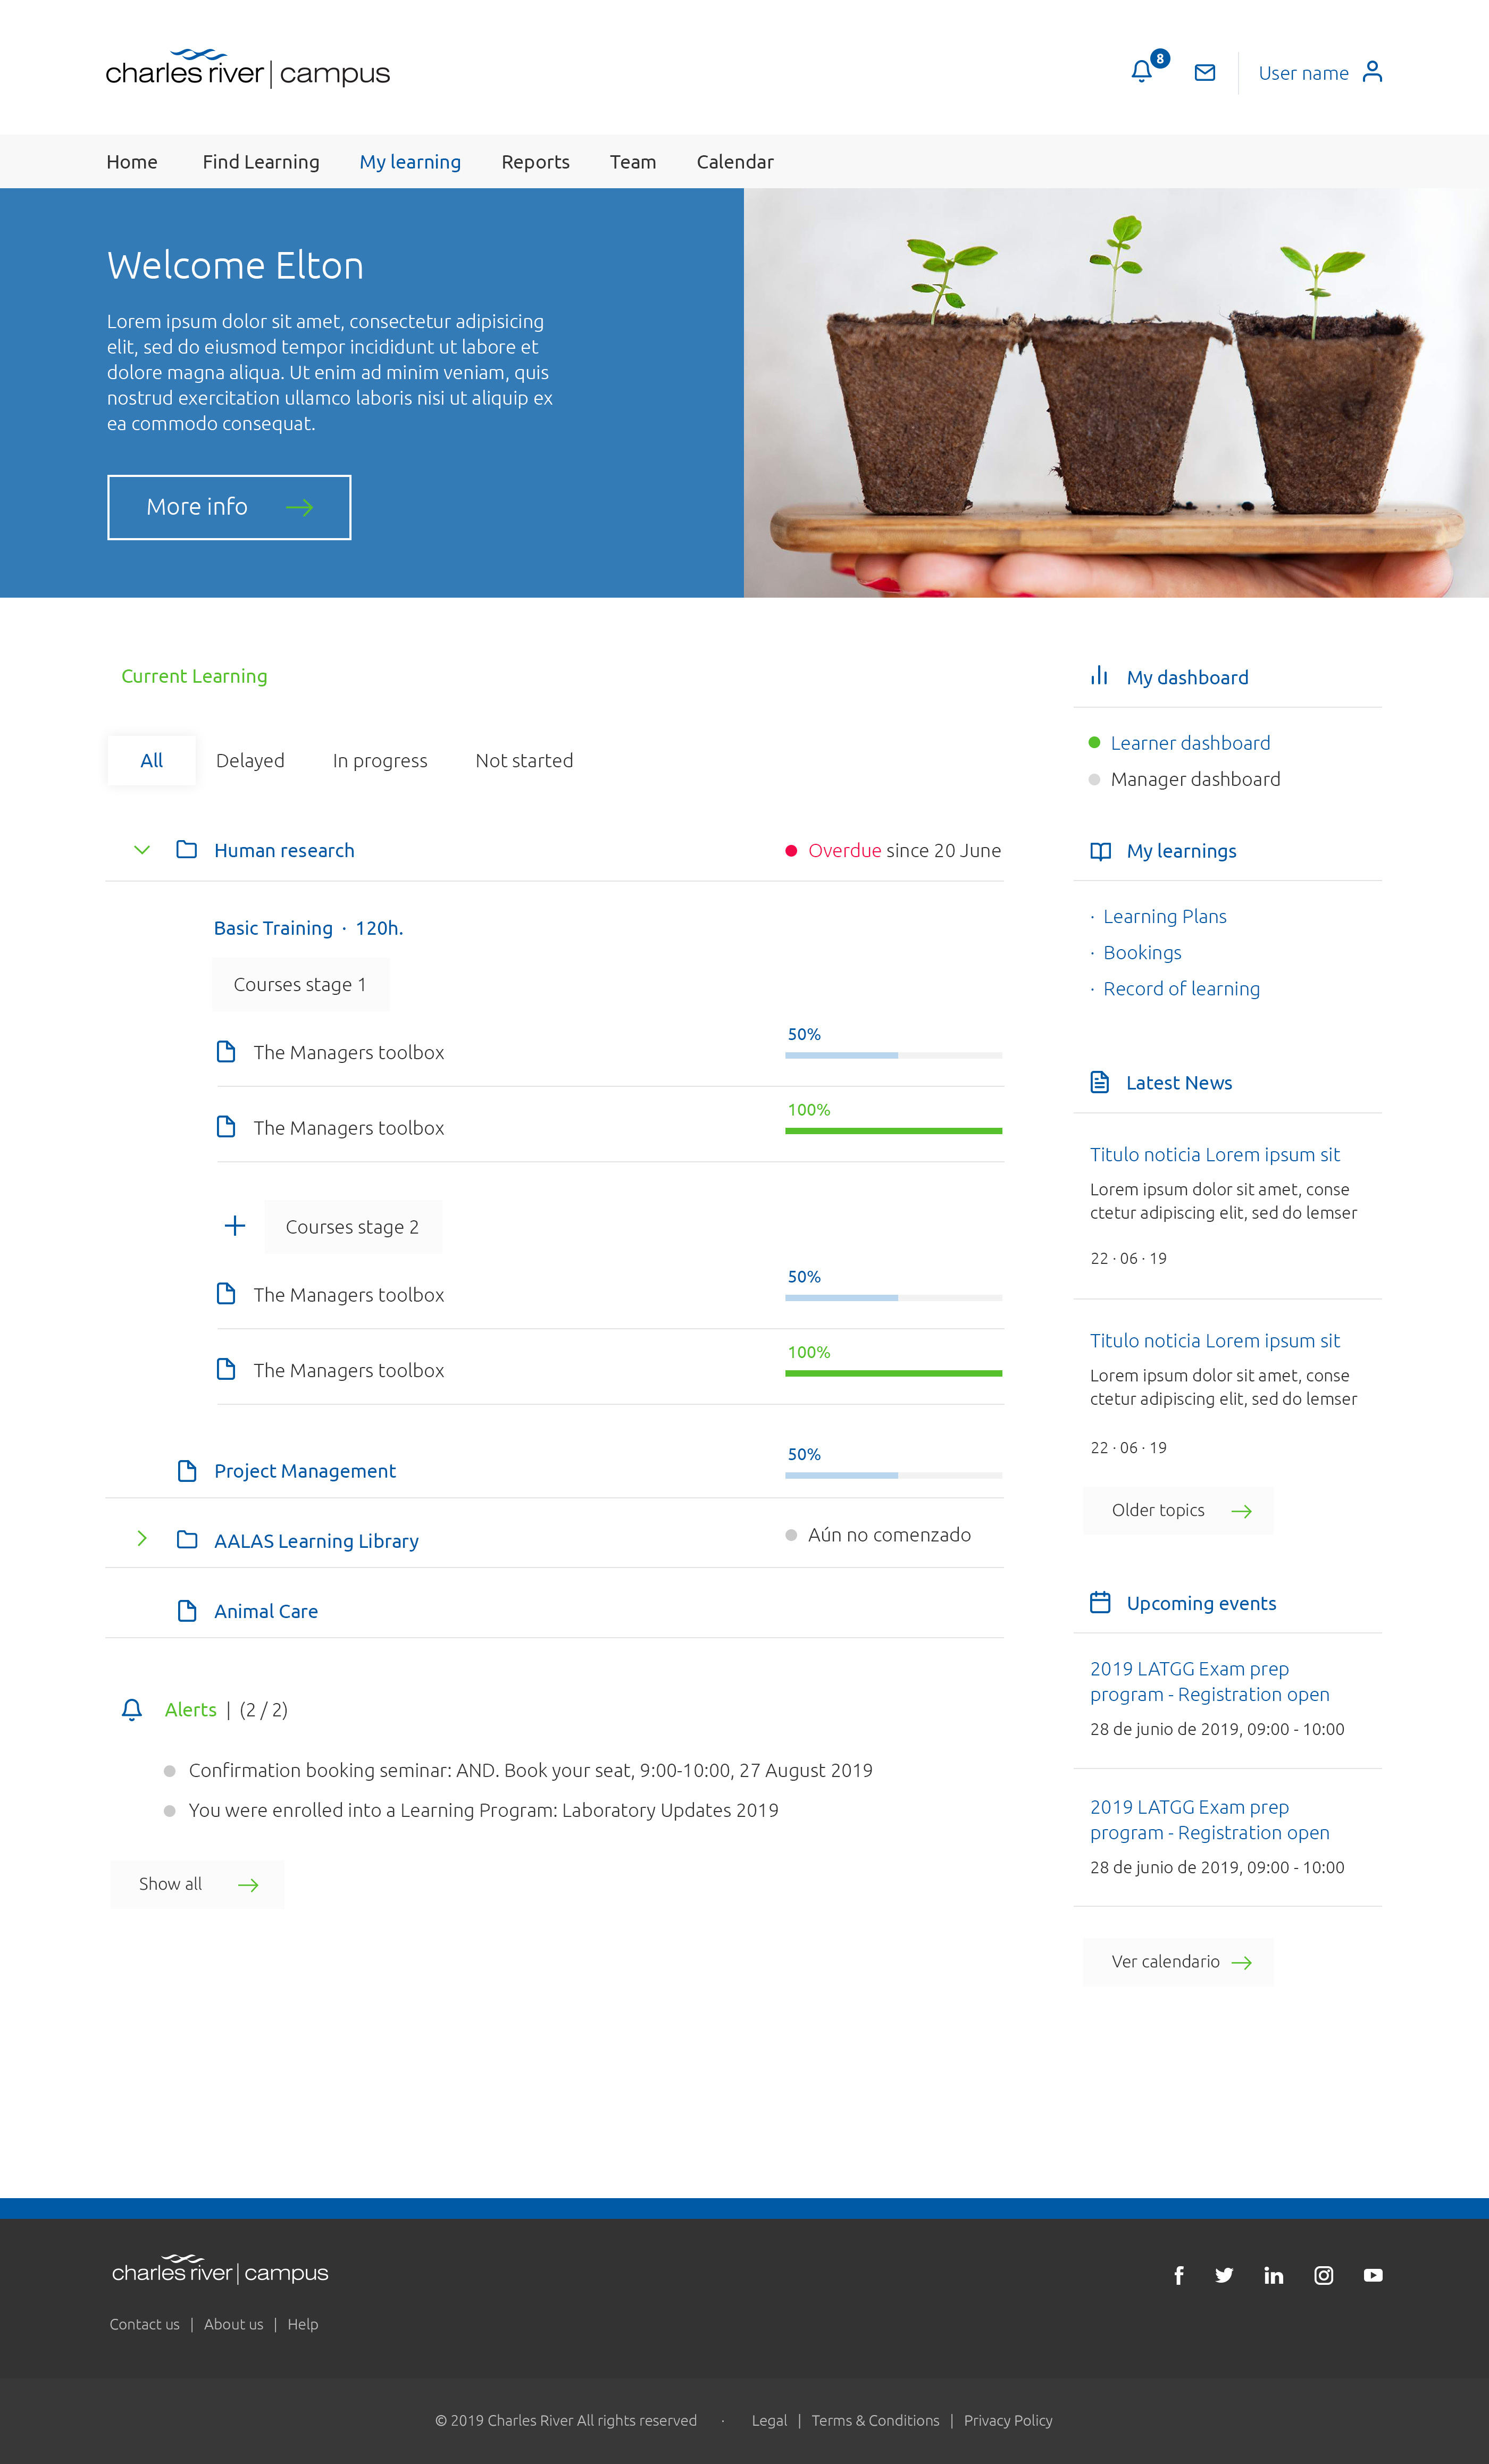 charles river | campus
8
User name
Home Find Learning My learning Reports Team Calendar
Welcome Elton
Lorem ipsum dolor sit amet, consectetur adipisicing
elit, sed do eiusmod tempor incididunt ut labore et
dolore magna aliqua. Ut enim ad minim veniam, quis
nostrud exercitation ullamco laboris nisi ut aliquip ex
ea commodo consequat.
More info
Current Learning
All Delayed In progress Not started
Human research
Overdue since 20 June
Basic Training · 120h.
Courses stage 1
The Managers toolbox
50%
The Managers toolbox
100%
Courses stage 2
The Managers toolbox
50%
The Managers toolbox
100%
Project Management
50%
AALAS Learning Library
Aún no comenzado
Animal Care
Alerts | (2 / 2)
Confirmation booking seminar: AND. Book your seat, 9:00-10:00, 27 August 2019
You were enrolled into a Learning Program: Laboratory Updates 2019
Show all
My dashboard
Learner dashboard
Manager dashboard
My learnings
· Learning Plans
· Bookings
· Record of learning
Latest News
Titulo noticia Lorem ipsum sit
Lorem ipsum dolor sit amet, conse
ctetur adipiscing elit, sed do lemser
22 · 06 · 19
Titulo noticia Lorem ipsum sit
Lorem ipsum dolor sit amet, conse
ctetur adipiscing elit, sed do lemser
22 · 06 · 19
Older topics
Upcoming events
2019 LATGG Exam prep
program - Registration open
28 de junio de 2019, 09:00 - 10:00
2019 LATGG Exam prep
program - Registration open
28 de junio de 2019, 09:00 - 10:00
Ver calendario
charles river | campus
Contact us | About us | Help
© 2019 Charles River All rights reserved · Legal | Terms & Conditions | Privacy Policy